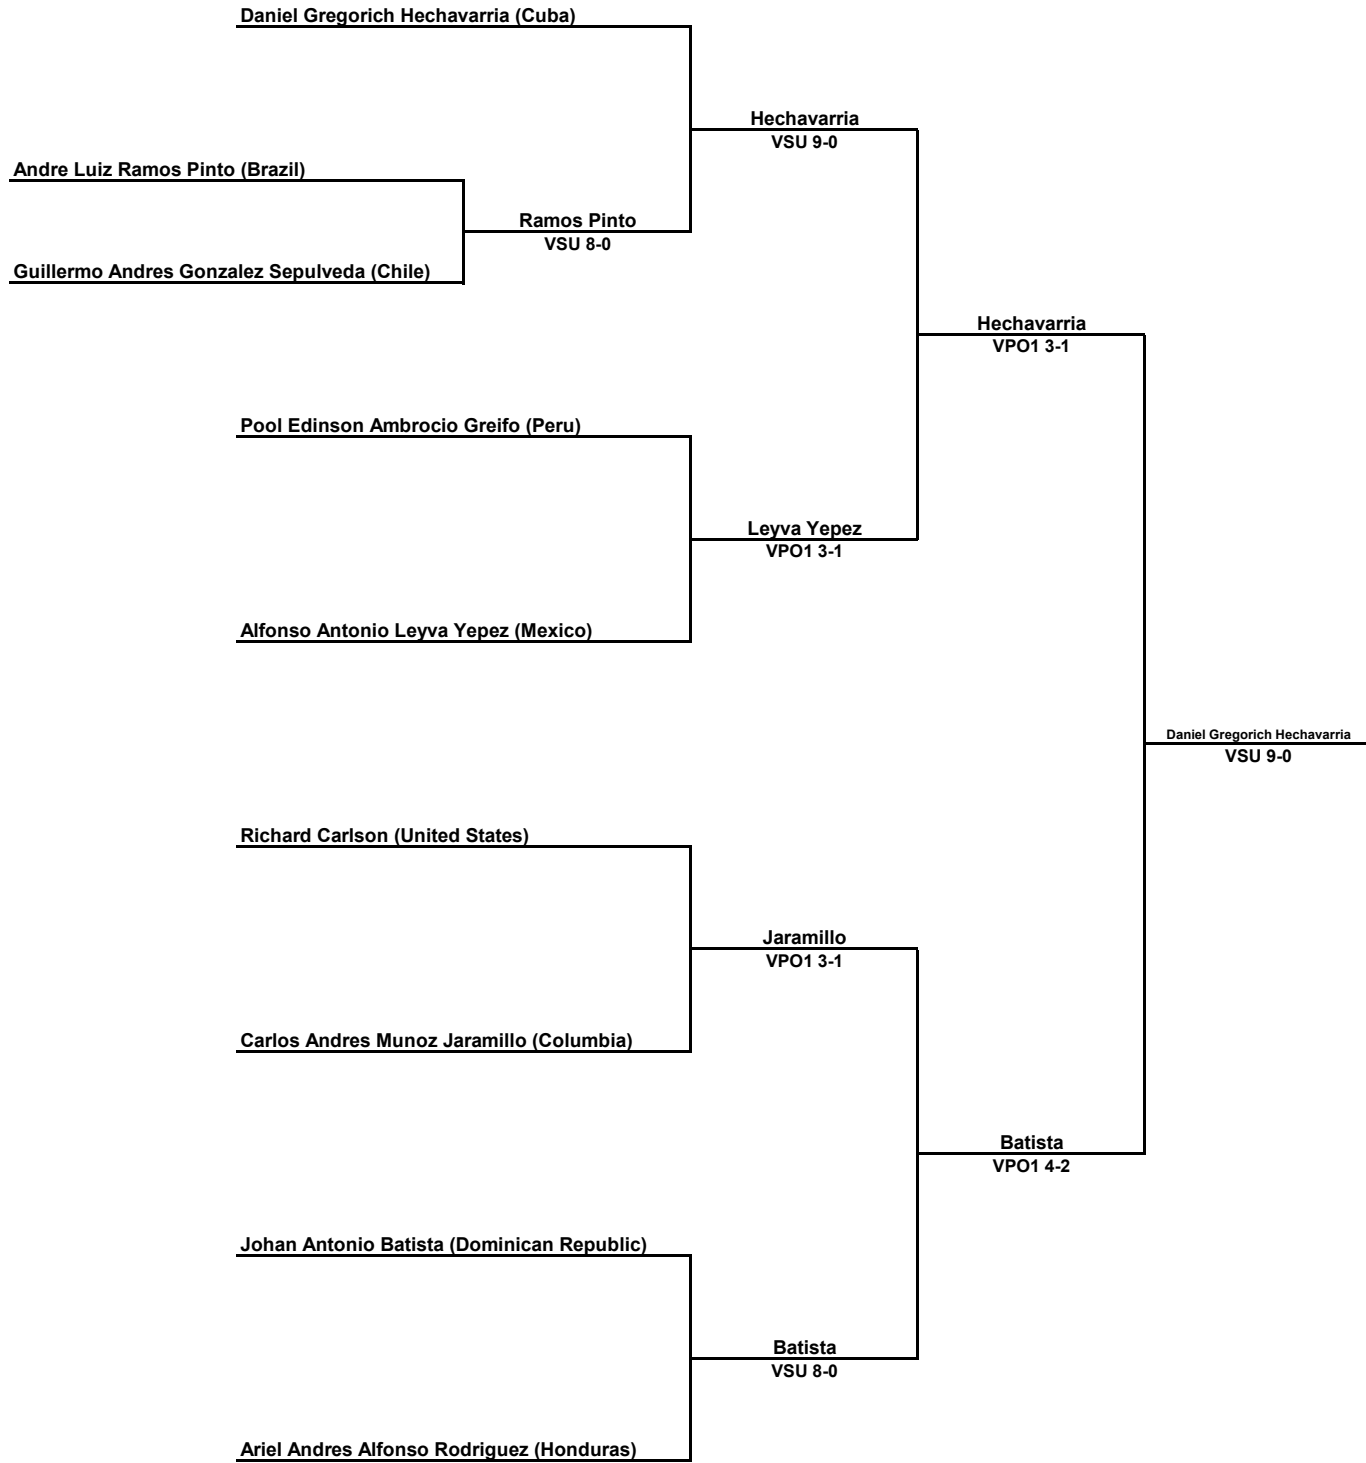 Daniel Gregorich Hechavarria (Cuba)
Hechavarria
VSU 9-0
Andre Luiz Ramos Pinto (Brazil)
Ramos Pinto
VSU 8-0
Guillermo Andres Gonzalez Sepulveda (Chile)
Hechavarria
VPO1 3-1
Pool Edinson Ambrocio Greifo (Peru)
Leyva Yepez
VPO1 3-1
Alfonso Antonio Leyva Yepez (Mexico)
Daniel Gregorich Hechavarria
VSU 9-0
Richard Carlson (United States)
Jaramillo
VPO1 3-1
Carlos Andres Munoz Jaramillo (Columbia)
Batista
VPO1 4-2
Johan Antonio Batista (Dominican Republic)
Batista
VSU 8-0
Ariel Andres Alfonso Rodriguez (Honduras)